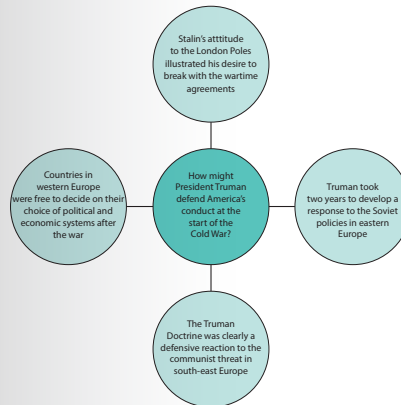 Stalin's atttitude
to the London Poles
illustrated his desire to
break with the wartime
agreements
Countries in
western Europe
were free to decide on their
choice of political and
economic systems after
the war
How might
President Truman
defend America's
conduct at the
start of the
Cold War?
Truman took
two years to develop a
response to the Soviet
policies in eastern
Europe
The Truman
Doctrine was clearly a
defensive reaction to the
communist threat in
south-east Europe